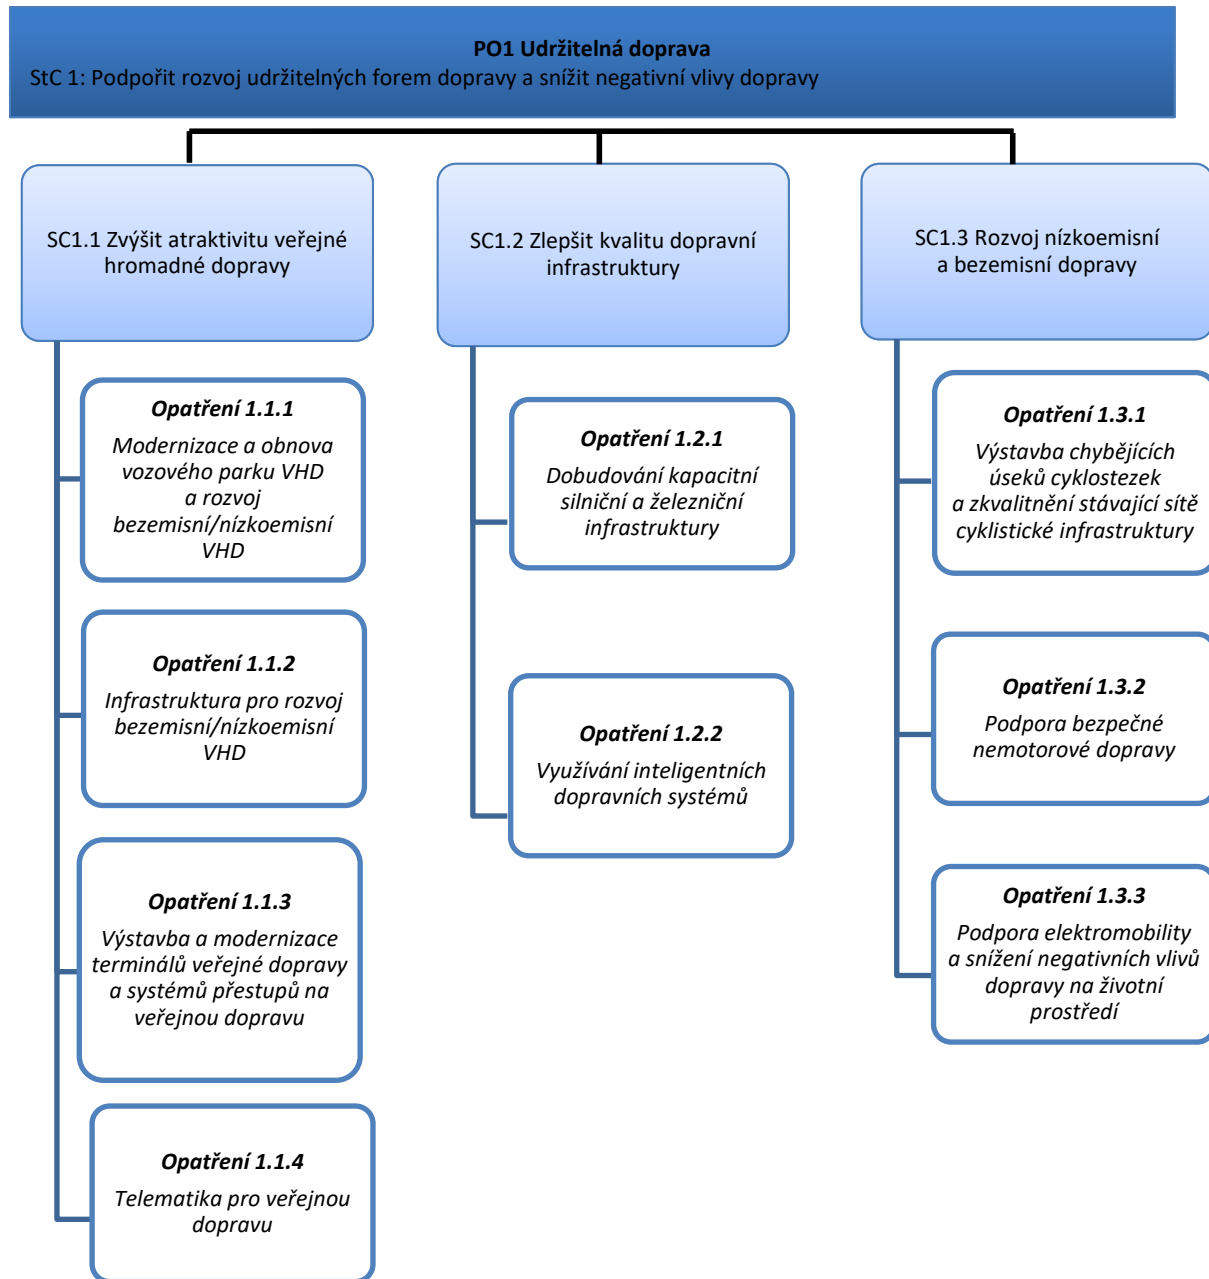 PO1 Udržitelná doprava
StC 1: Podpořit rozvoj udržitelných forem dopravy a snížit negativní vlivy dopravy
SC1.1 Zvýšit atraktivitu veřejné
hromadné dopravy
Opatření 1.1.1
Modernizace a obnova
vozového parku VHD
a rozvoj
bezemisní/nízkoemisní
VHD
Opatření 1.1.2
Infrastruktura pro rozvoj
bezemisní/nízkoemisní
VHD
Opatření 1.1.3
Výstavba a modernizace
terminálů veřejné dopravy
a systémů přestupů na
veřejnou dopravu
Opatření 1.1.4
Telematika pro veřejnou
dopravu
SC1.2 Zlepšit kvalitu dopravní
infrastruktury
Opatření 1.2.1
Dobudování kapacitní
silniční a železniční
infrastruktury
Opatření 1.2.2
Využívání inteligentních
dopravních systémů
SC1.3 Rozvoj nízkoemisní
a bezemisní dopravy
Opatření 1.3.1
Výstavba chybějících
úseků cyklostezek
a zkvalitnění stávající sítě
cyklistické infrastruktury
Opatření 1.3.2
Podpora bezpečné
nemotorové dopravy
Opatření 1.3.3
Podpora elektromobility
a snížení negativních vlivů
dopravy na životní
prostředí